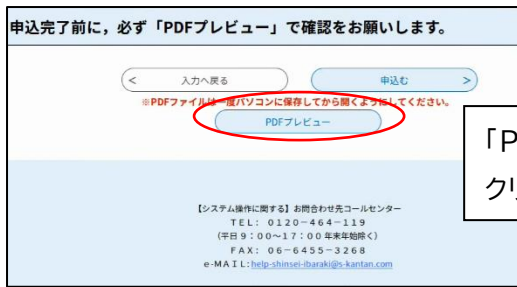 申込完了前に，必ず「PDFプレビュー」で確認をお願いします。
< 入力へ戻る
申込む >
※PDFファイルは一度パソコンに保存してから開くようにしてください。
PDFプレビュー
「P
クリ
【システム操作に関する】お問合わせ先コールセンター
TEL: 0120-464-119
(平日9:00~17:00 年末年始除く)
FAX: 06-6455-3268
e-MAIL:help-shinsei-ibaraki@s-kantan.com